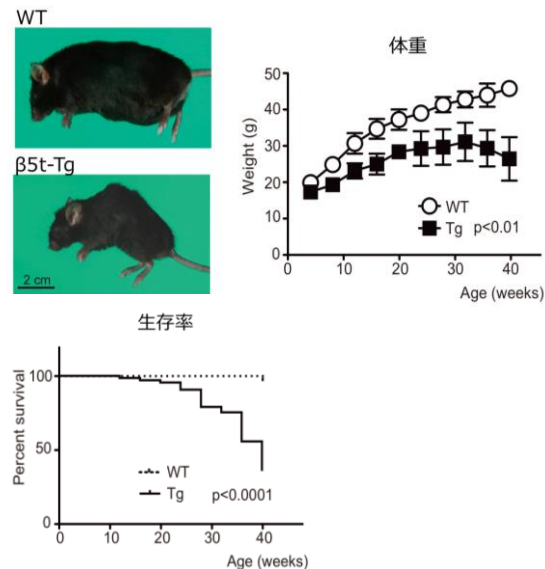 WT
β5t-Tg
2 cm
体重
Weight (g)
50
40
30
20
10
0
WT
Tg p<0.01
0 10 20 30 40
Age (weeks)
生存率
Percent survival
100
50
0
WT
Tg p<0.0001
0 10 20 30 40
Age (weeks)